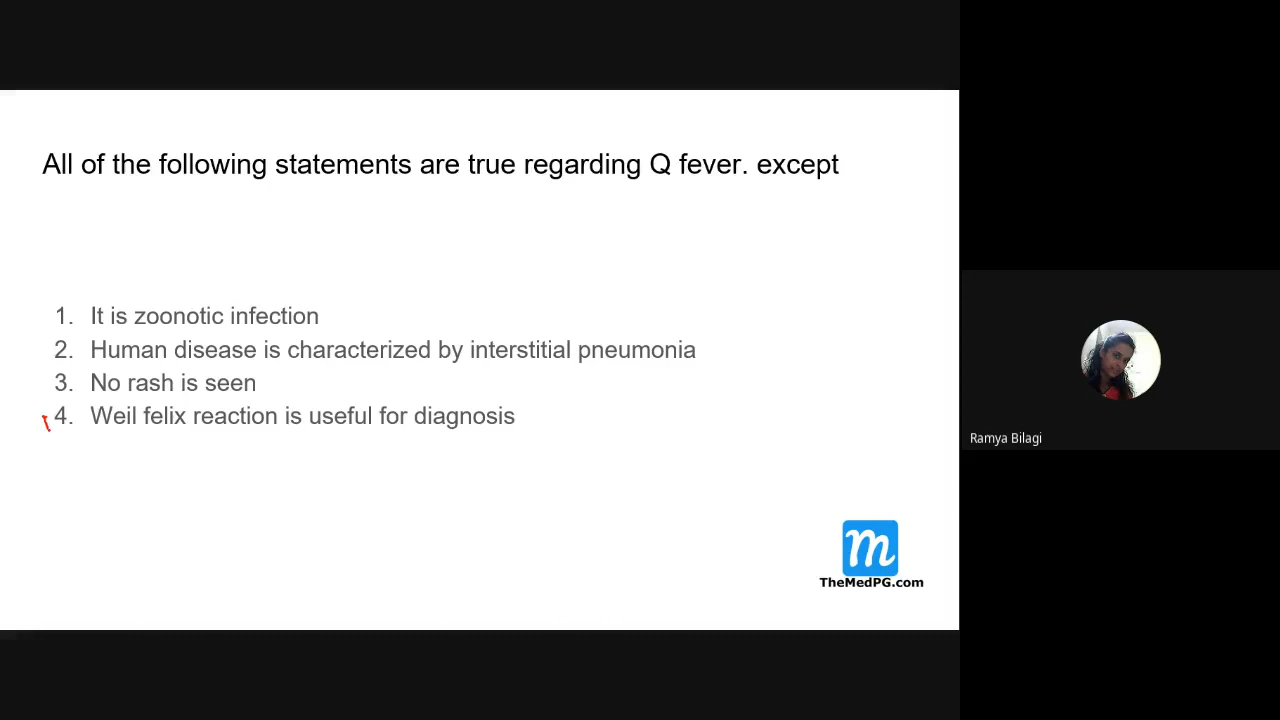 All of the following statements are true regarding Q fever. except
1. It is zoonotic infection
2. Human disease is characterized by interstitial pneumonia
3. No rash is seen
4. Weil felix reaction is useful for diagnosis
m
TheMedPG.com
Ramya Bilagi